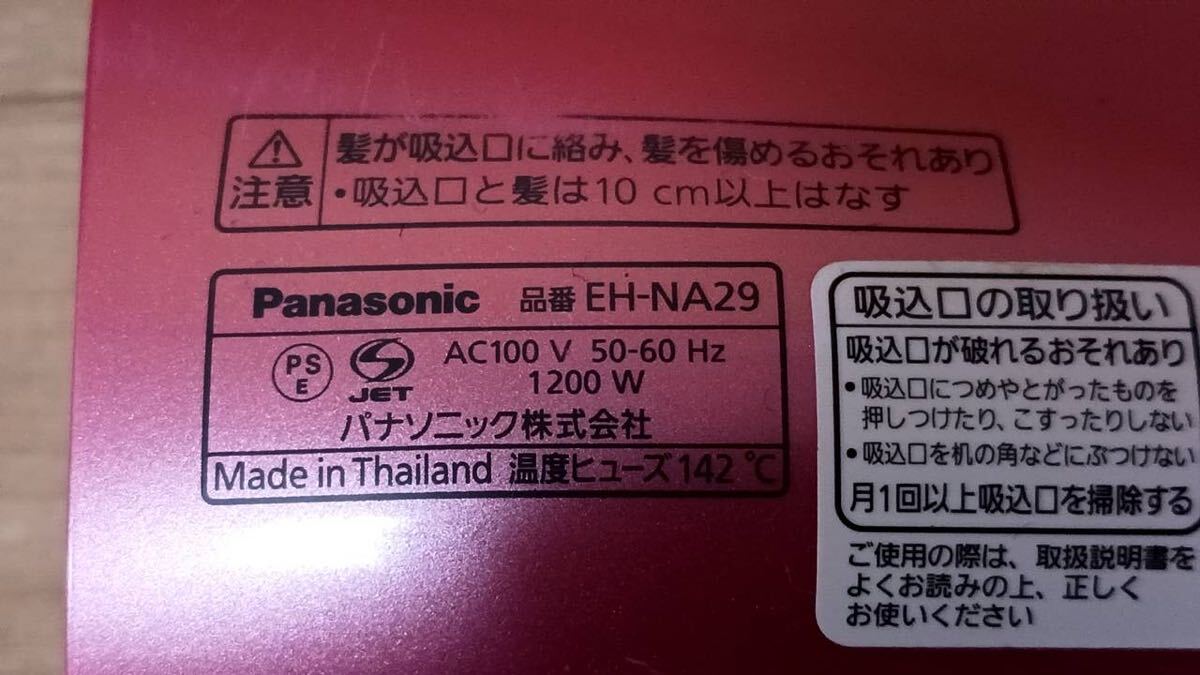 注意
髪が吸込口に絡み、髪を傷めるおそれあり
・吸込口と髪は10 cm以上はなす
Panasonic 品番 EH-NA29
PS
E
JET
AC100 V 50-60 Hz
1200 W
パナソニック株式会社
Made in Thailand 温度ヒューズ142 ℃
吸込口の取り扱い
吸込口が破れるおそれあり
・吸込口につめやとがったものを
押しつけたり、こすったりしない
・吸込口を机の角などにぶつけない
月1回以上吸込口を掃除する
ご使用の際は、取扱説明書を
よくお読みの上、正しく
お使いください